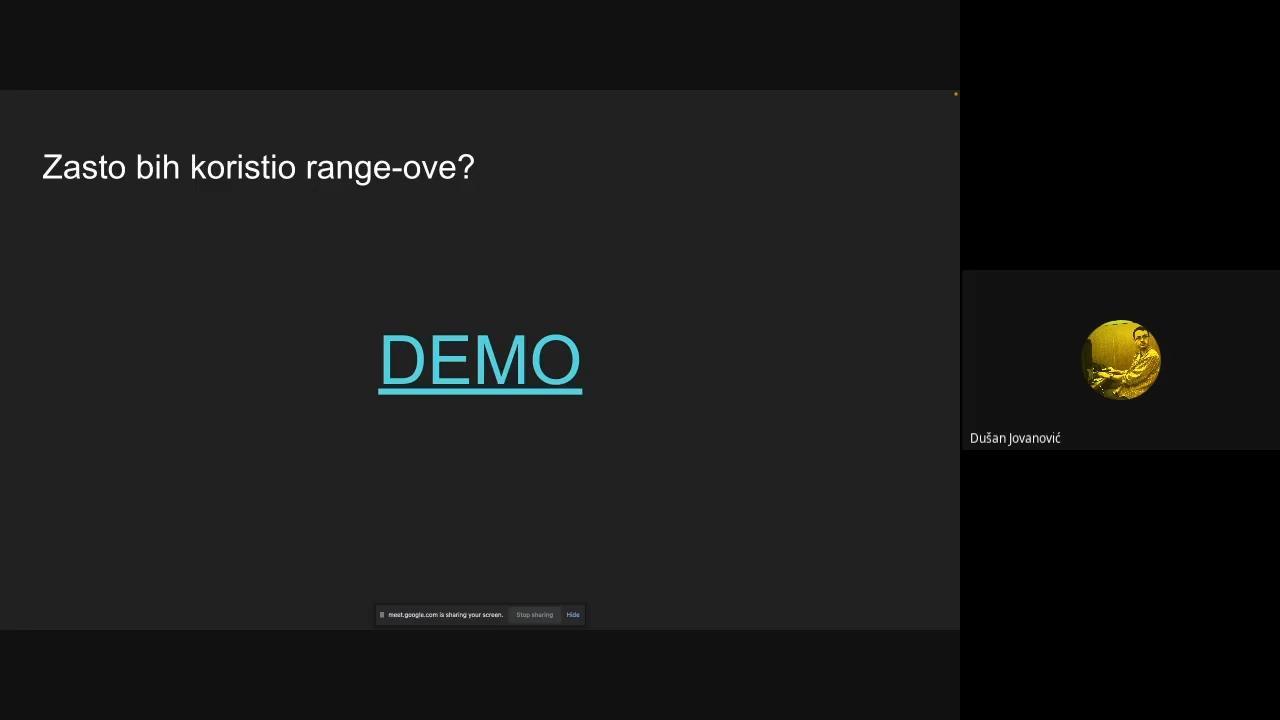 Zasto bih koristio range-ove?
DEMO
Dušan Jovanović
meet.google.com is sharing your screen. Stop sharing Hide